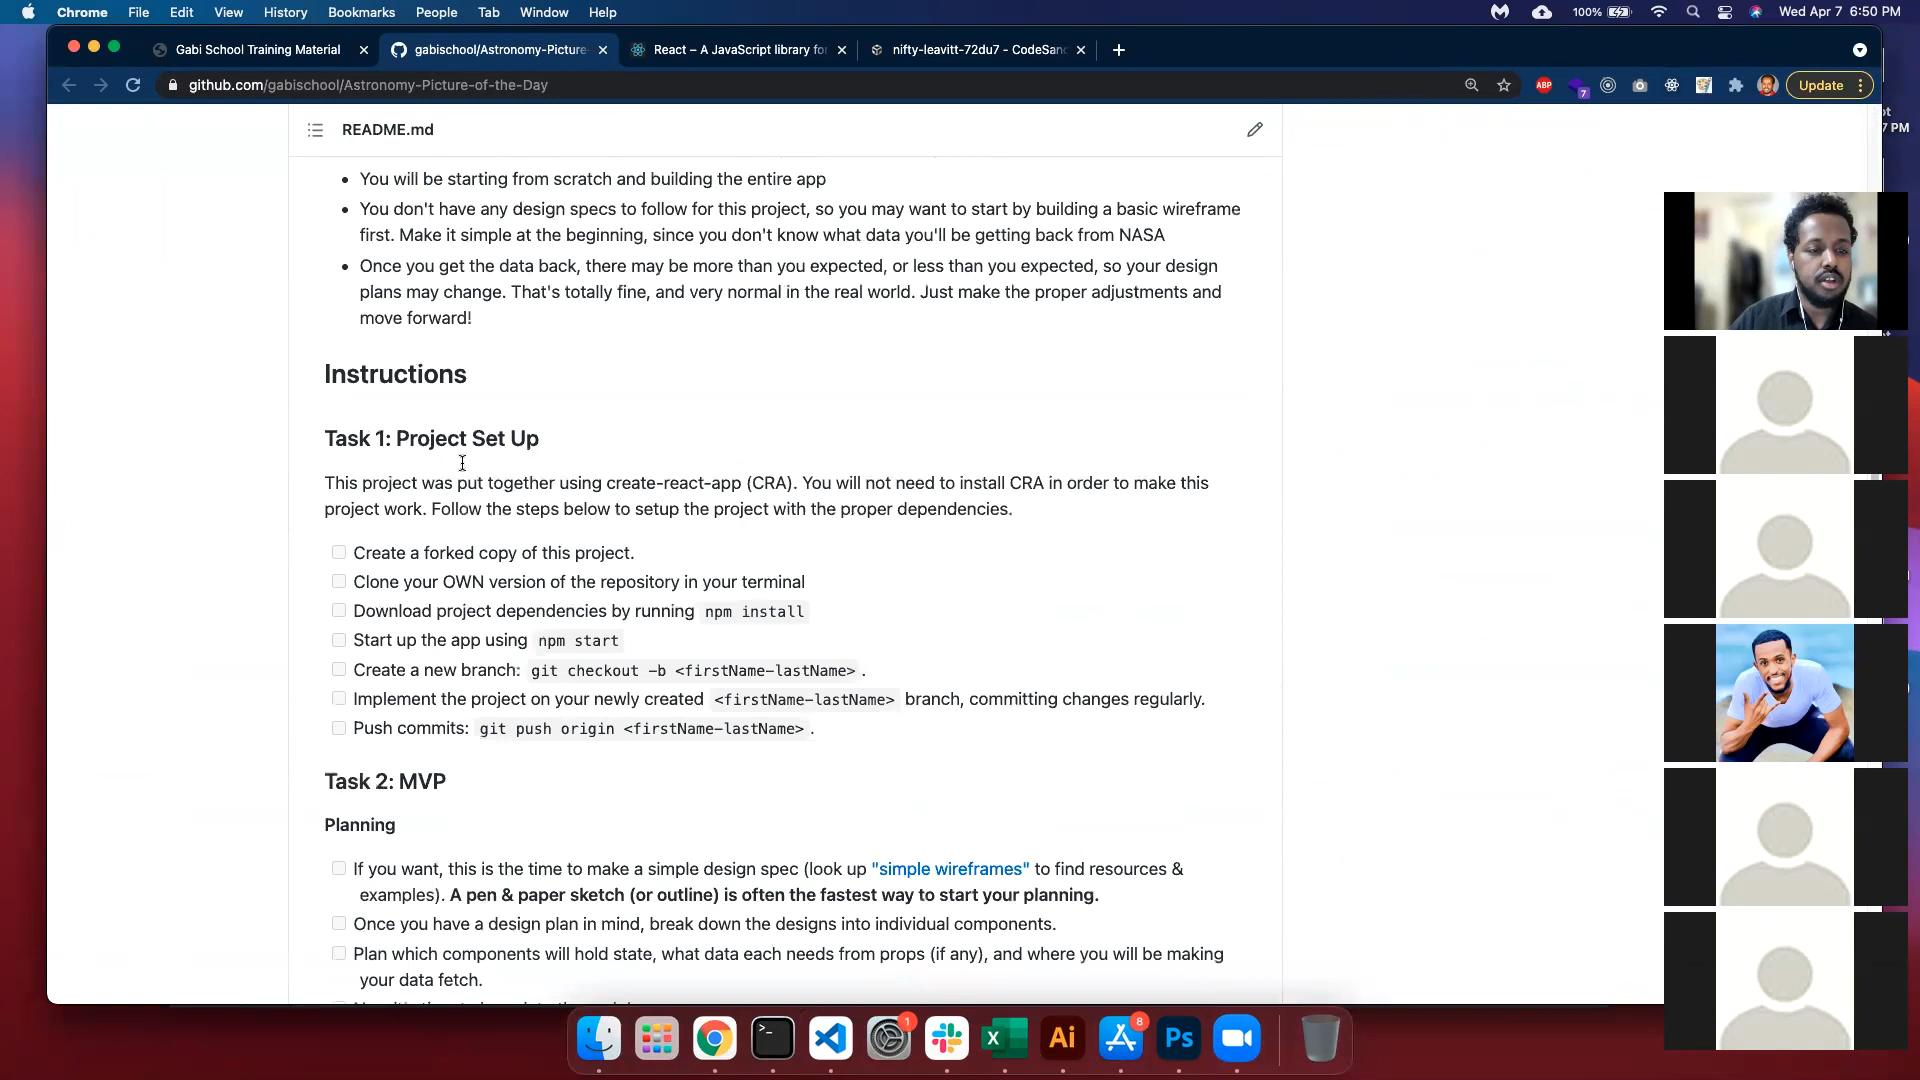 Chrome File Edit View History Bookmarks People Tab Window Help
100% Wed Apr 7 6:50 PM
Gabi School Training Material
gabischool/Astronomy-Picture-
React – A JavaScript library for
nifty-leavitt-72du7 - CodeSand
github.com/gabischool/Astronomy-Picture-of-the-Day
ABP
7
Update
7 PM
README.md
You will be starting from scratch and building the entire app
You don't have any design specs to follow for this project, so you may want to start by building a basic wireframe
first. Make it simple at the beginning, since you don't know what data you'll be getting back from NASA
Once you get the data back, there may be more than you expected, or less than you expected, so your design
plans may change. That's totally fine, and very normal in the real world. Just make the proper adjustments and
move forward!
Instructions
Task 1: Project Set Up
This project was put together using create-react-app (CRA). You will not need to install CRA in order to make this
project work. Follow the steps below to setup the project with the proper dependencies.
Create a forked copy of this project.
Clone your OWN version of the repository in your terminal
Download project dependencies by running npm install
Start up the app using npm start
Create a new branch: git checkout -b <firstName-lastName> .
Implement the project on your newly created <firstName-lastName> branch, committing changes regularly.
Push commits: git push origin <firstName-lastName> .
Task 2: MVP
Planning
If you want, this is the time to make a simple design spec (look up "simple wireframes" to find resources &
examples). A pen & paper sketch (or outline) is often the fastest way to start your planning.
Once you have a design plan in mind, break down the designs into individual components.
Plan which components will hold state, what data each needs from props (if any), and where you will be making
your data fetch.
1
X
Ai
8
Ps